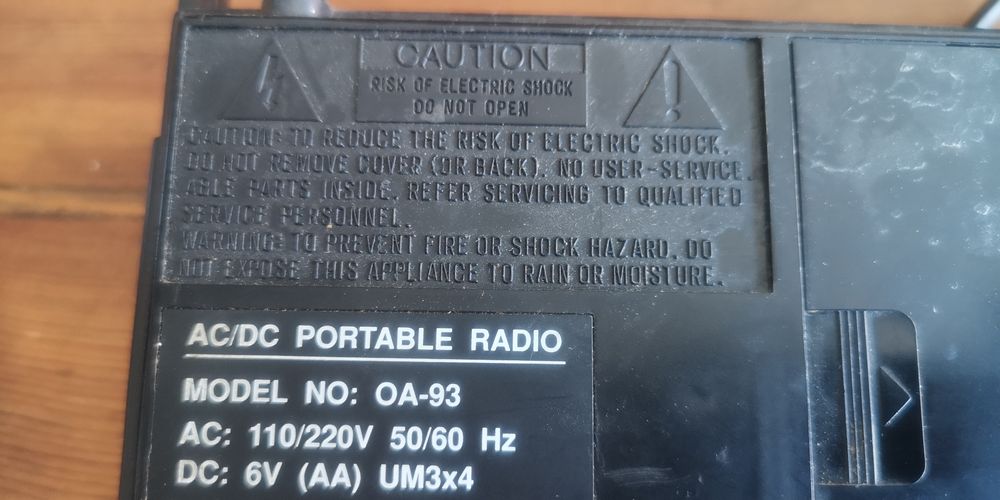 CAUTION
RISK OF ELECTRIC SHOCK
DO NOT OPEN
CAUTION: TO REDUCE THE RISK OF ELECTRIC SHOCK.
DO NOT REMOVE COVER (OR BACK). NO USER-SERVICE.
ABLE PARTS INSIDE. REFER SERVICING TO QUALIFIED
SERVICE PERSONNEL.
WARNING: TO PREVENT FIRE OR SHOCK HAZARD. DO
NOT EXPOSE THIS APPLIANCE TO RAIN OR MOISTURE.
AC/DC PORTABLE RADIO
MODEL NO: OA-93
AC: 110/220V 50/60 Hz
DC: 6V (AA) UM3x4